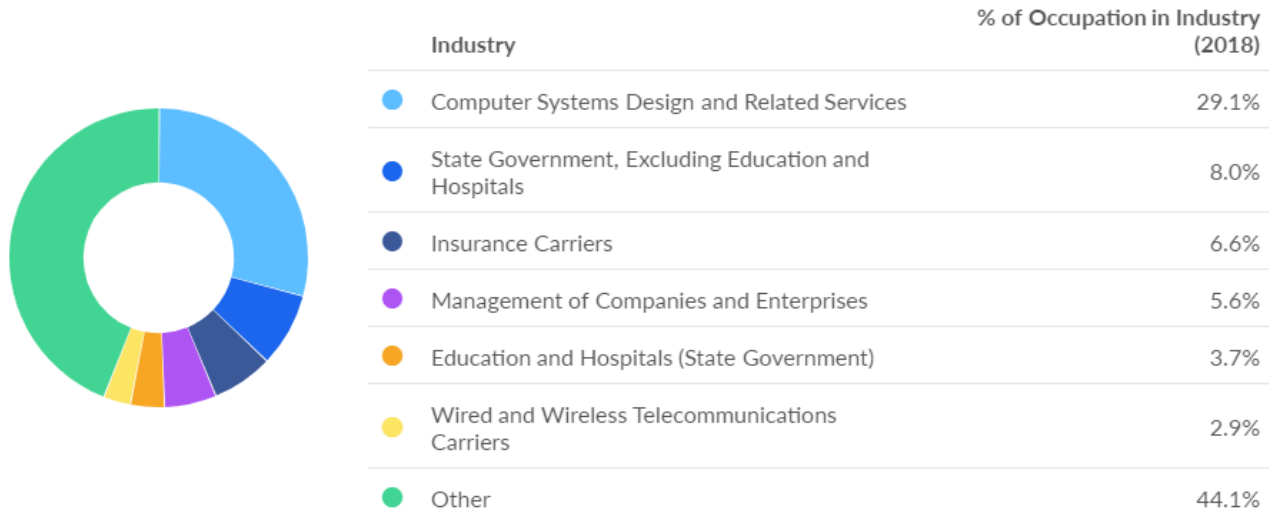 % of Occupation in Industry
Industry (2018)
Computer Systems Design and Related Services 29.1%
State Government, Excluding Education and
Hospitals 8.0%
Insurance Carriers 6.6%
Management of Companies and Enterprises 5.6%
Education and Hospitals (State Government) 3.7%
Wired and Wireless Telecommunications
Carriers 2.9%
Other 44.1%